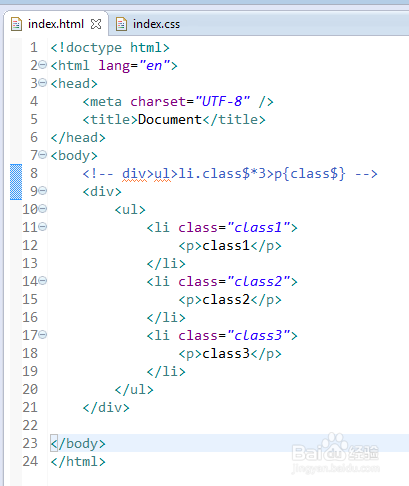 index.html index.css
1 <!doctype html>
2 <html lang="en">
3 <head>
4 <meta charset="UTF-8" />
5 <title>Document</title>
6 </head>
7 <body>
8 <!-- div>ul>li.class$*3>p{class$} -->
9 <div>
10 <ul>
11 <li class="class1">
12 <p>class1</p>
13 </li>
14 <li class="class2">
15 <p>class2</p>
16 </li>
17 <li class="class3">
18 <p>class3</p>
19 </li>
20 </ul>
21 </div>
22
23 </body>
24 </html>
Baidu 经验
jingyan.baidu.com